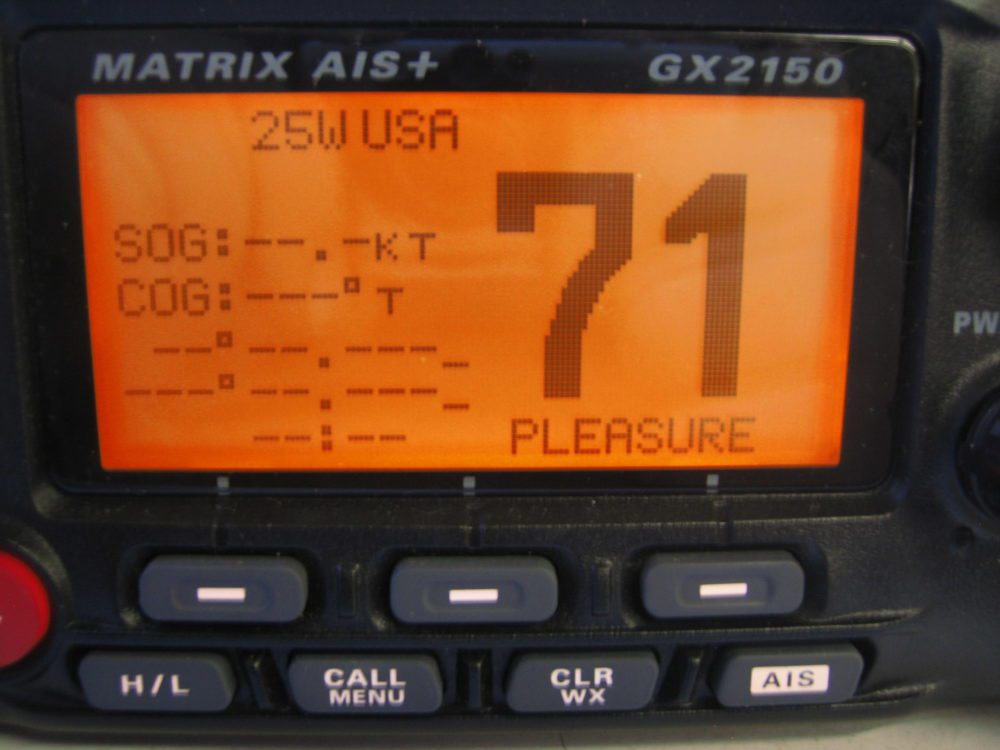 MATRIX AIS+ GX2150
25W USA
71
SOG:--.-KT
COG:---° T
--°--.---_
---°--.---_
--:--
PLEASURE
PW
H/L
CALL
MENU
CLR
WX
AIS